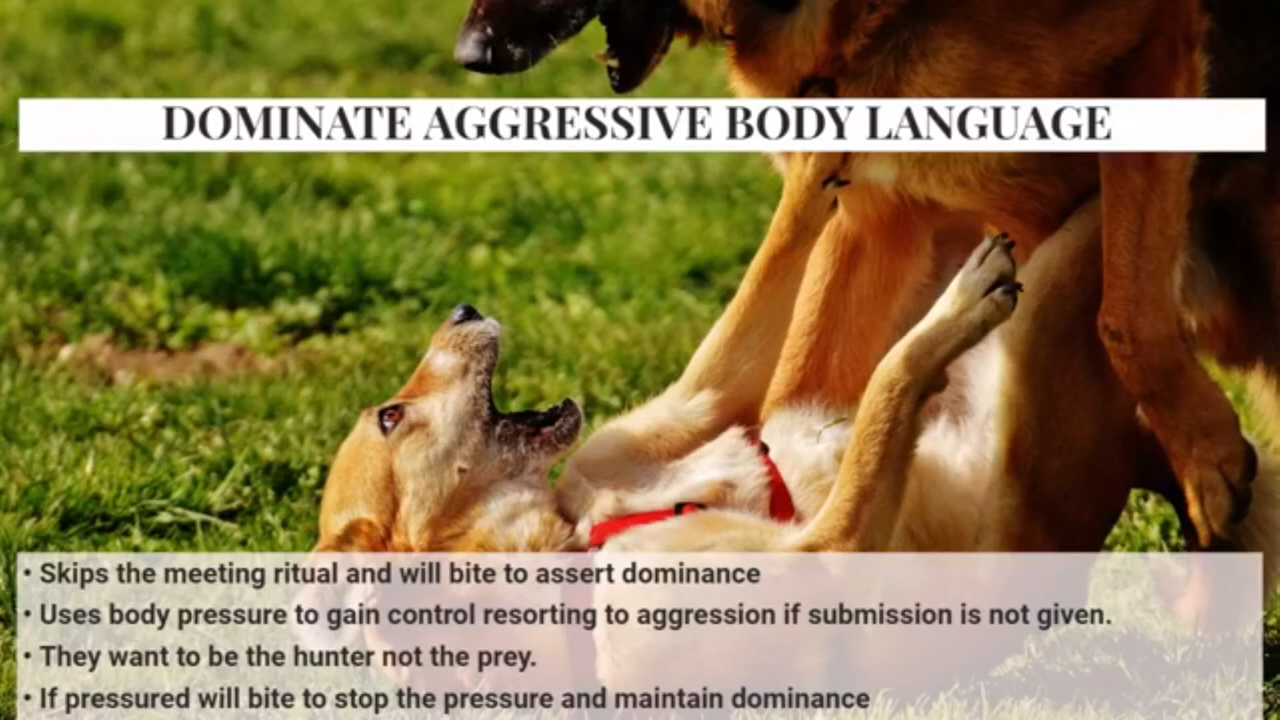 DOMINATE AGGRESSIVE BODY LANGUAGE
• Skips the meeting ritual and will bite to assert dominance
• Uses body pressure to gain control resorting to aggression if submission is not given.
• They want to be the hunter not the prey.
• If pressured will bite to stop the pressure and maintain dominance